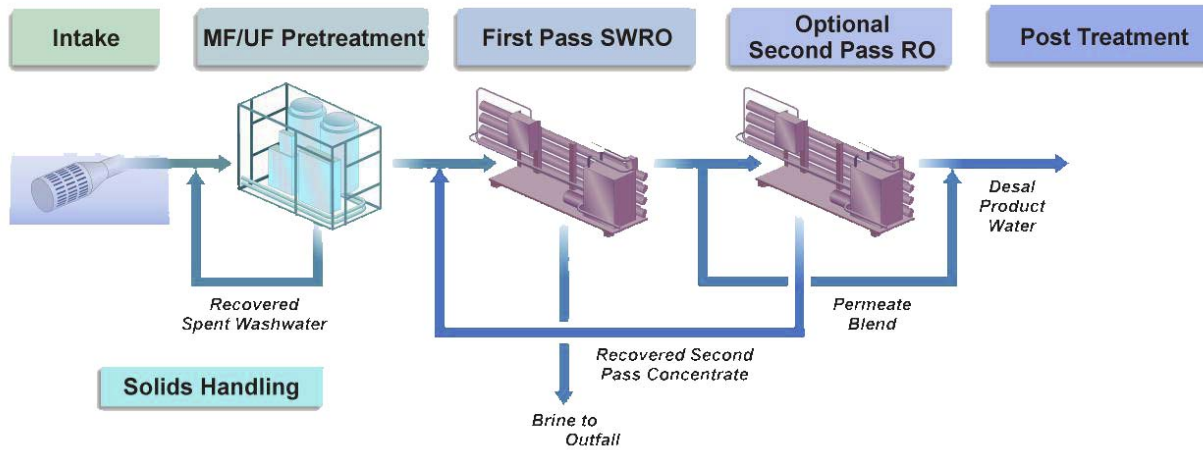 Intake
MF/UF Pretreatment
First Pass SWRO
Optional
Second Pass RO
Post Treatment
Desal
Product
Water
Recovered
Spent Washwater
Permeate
Blend
Recovered Second
Pass Concentrate
Solids Handling
Brine to
Outfall